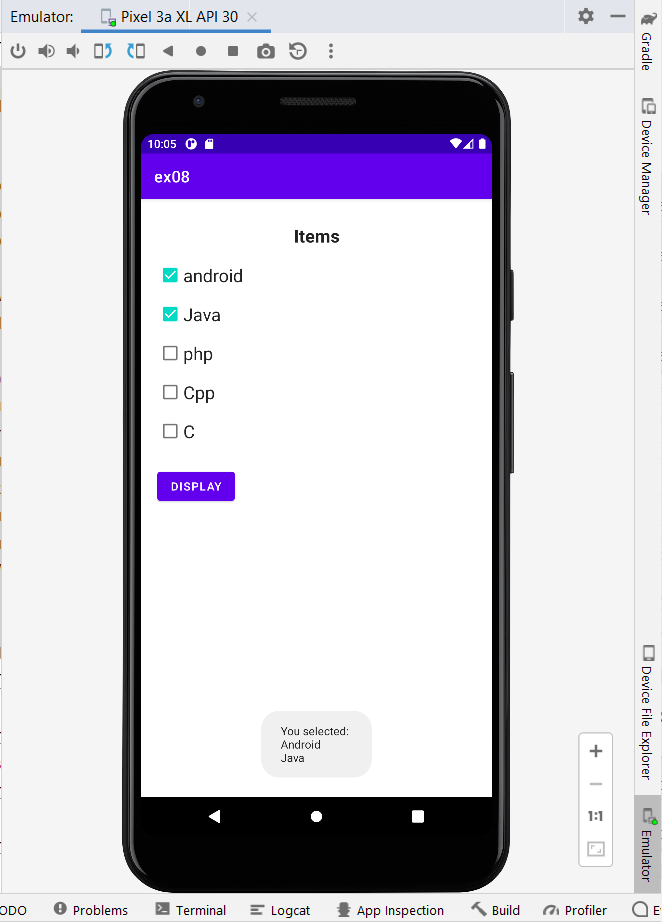 Emulator: Pixel 3a XL API 30
Gradle
Device Manager
10:05
ex08
Items
android
Java
php
Cpp
C
DISPLAY
You selected:
Android
Java
1:1
Device File Explorer
Emulator
ODO Problems Terminal Logcat App Inspection Build Profiler